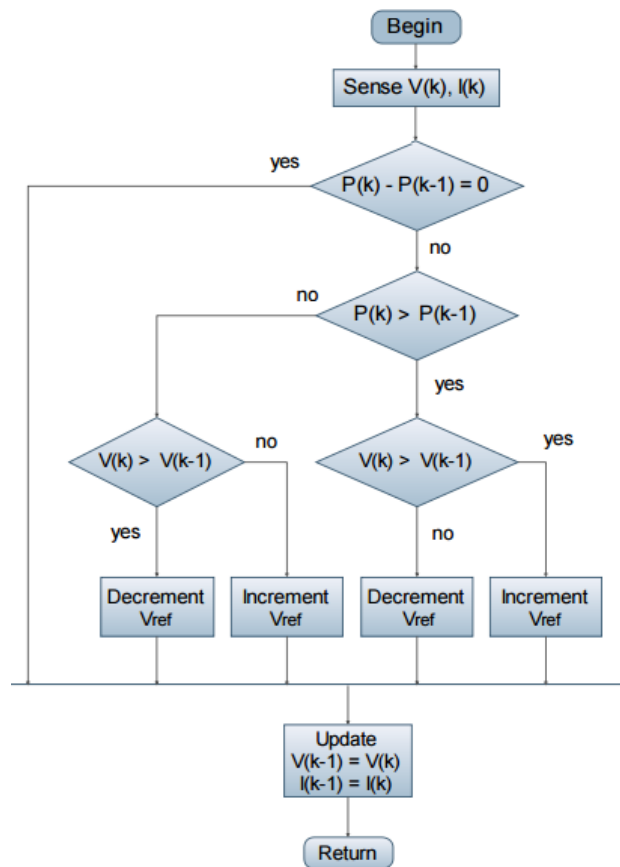 Begin
Sense V(k), I(k)
yes
P(k) - P(k-1) = 0
no
no
P(k) > P(k-1)
yes
V(k) > V(k-1)
no
V(k) > V(k-1)
yes
yes
no
Decrement
Vref
Increment
Vref
Decrement
Vref
Increment
Vref
Update
V(k-1) = V(k)
I(k-1) = I(k)
Return